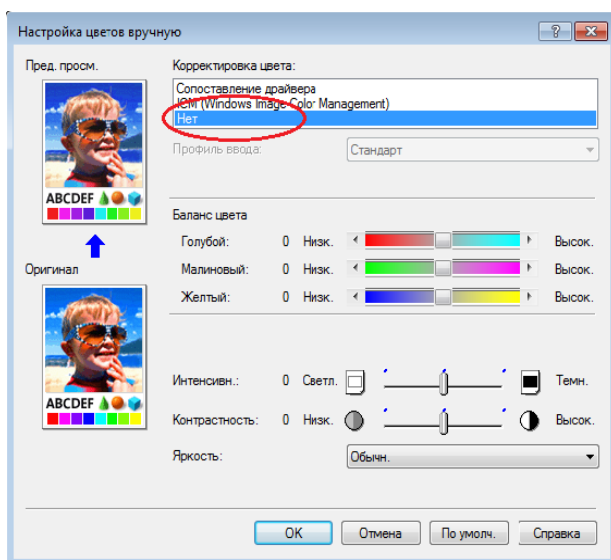 Настройка цветов вручную
Пред. просм.
Корректировка цвета:
Сопоставление драйвера
ICM (Windows Image Color Management)
Нет
Профиль ввода: Стандарт
ABCDEF
Баланс цвета
Голубой: 0 Низк. Высок.
Оригинал
Малиновый: 0 Низк. Высок.
Желтый: 0 Низк. Высок.
Интенсивн.: 0 Светл. Темн.
ABCDEF
Контрастность: 0 Низк. Высок.
Яркость: Обычн.
OK Отмена По умолч. Справка